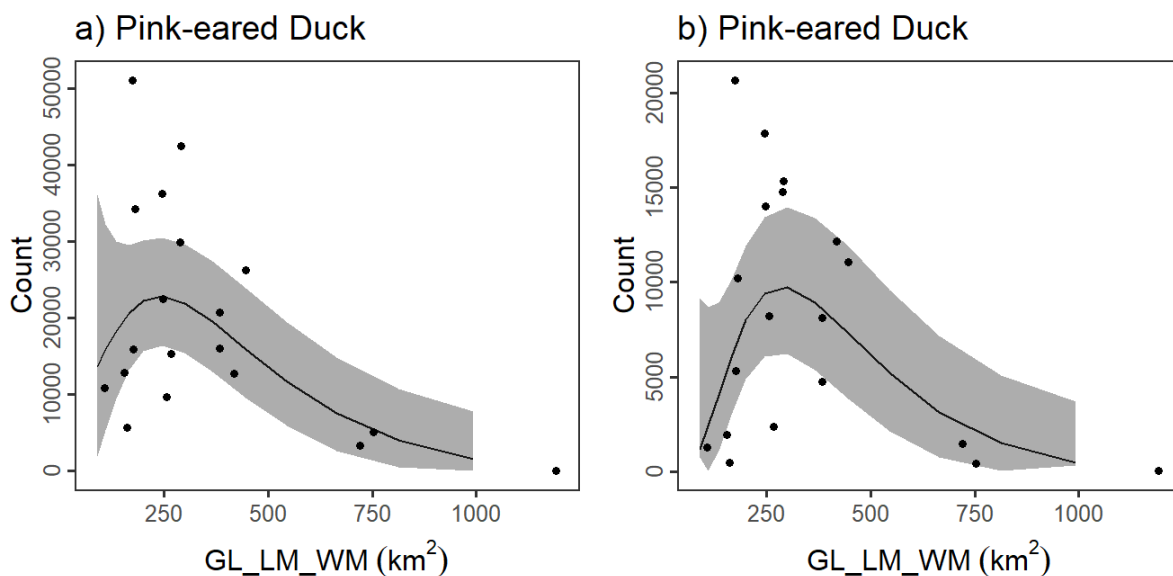 a) Pink-eared Duck
Count
50000
40000
30000
20000
10000
0
250 500 750 1000
GL_LM_WM (km²)
b) Pink-eared Duck
Count
20000
15000
10000
5000
0
250 500 750 1000
GL_LM_WM (km²)